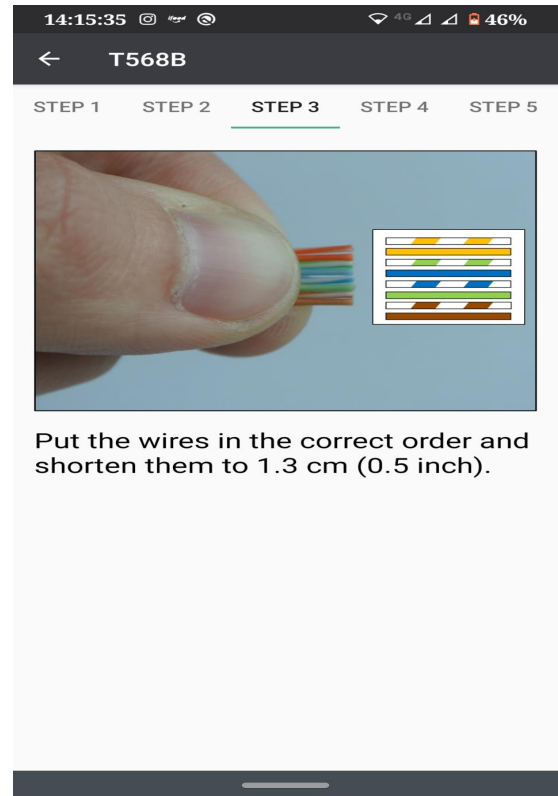 14:15:35 ifood 4G 46%
T568B
STEP 1 STEP 2 STEP 3 STEP 4 STEP 5
Put the wires in the correct order and
shorten them to 1.3 cm (0.5 inch).